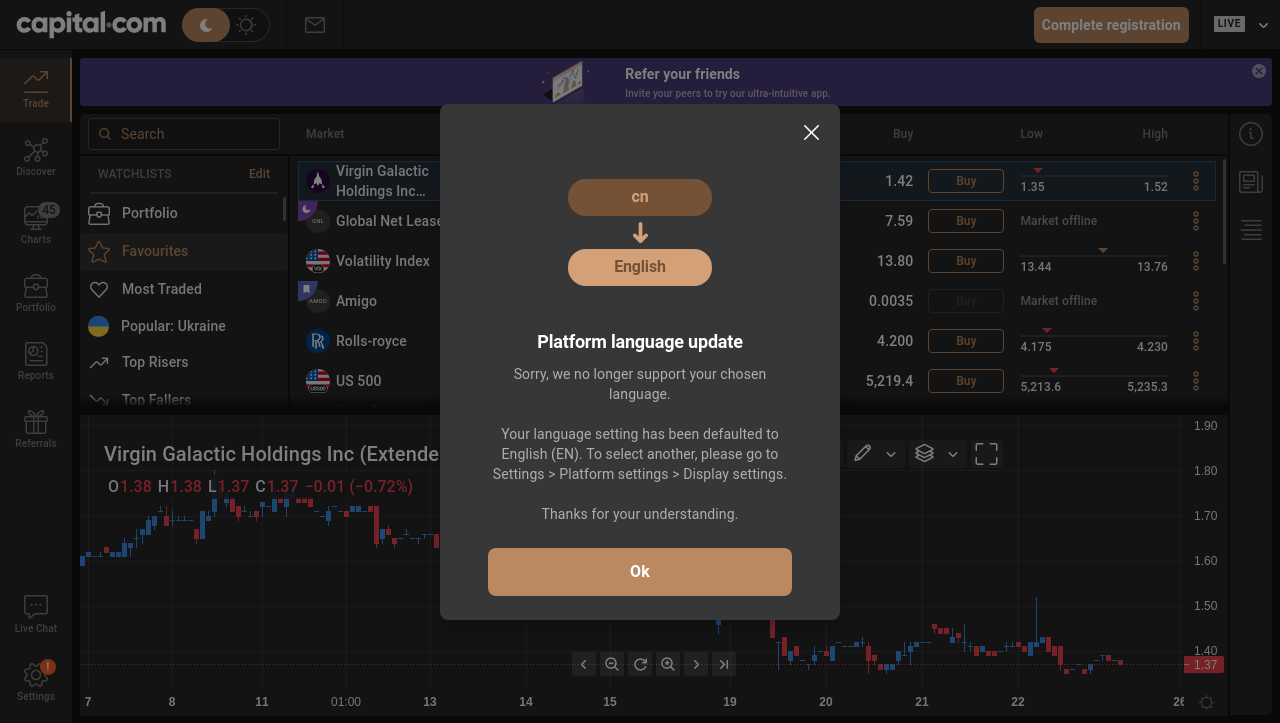 capital.com
Complete registration
LIVE
Refer your friends
Invite your peers to try our ultra-intuitive app.
Trade
Discover
45
Charts
Portfolio
Reports
Referrals
Live Chat
!
Settings
Search
WATCHLISTS
Edit
Portfolio
Favourites
Most Traded
Popular: Ukraine
Top Risers
Top Fallers
Market
Buy
Low
High
Virgin Galactic
Holdings Inc...
1.42
Buy
1.35
1.52
GNL
Global Net Lease
7.59
Buy
Market offline
VIX
Volatility Index
13.80
Buy
13.44
13.76
AMIGO
Amigo
0.0035
Buy
Market offline
Rolls-royce
4.200
Buy
4.175
4.230
US500
US 500
5,219.4
Buy
5,213.6
5,235.3
cn
English
Platform language update
Sorry, we no longer support your chosen
language.
Your language setting has been defaulted to
English (EN). To select another, please go to
Settings > Platform settings > Display settings.
Thanks for your understanding.
Ok
Virgin Galactic Holdings Inc (Extende
O1.38 H1.38 L1.37 C1.37 −0.01 (−0.72%)
1.90
1.80
1.70
1.60
1.50
1.40
1.37
7
8
11
01:00
13
14
15
19
20
21
22
26